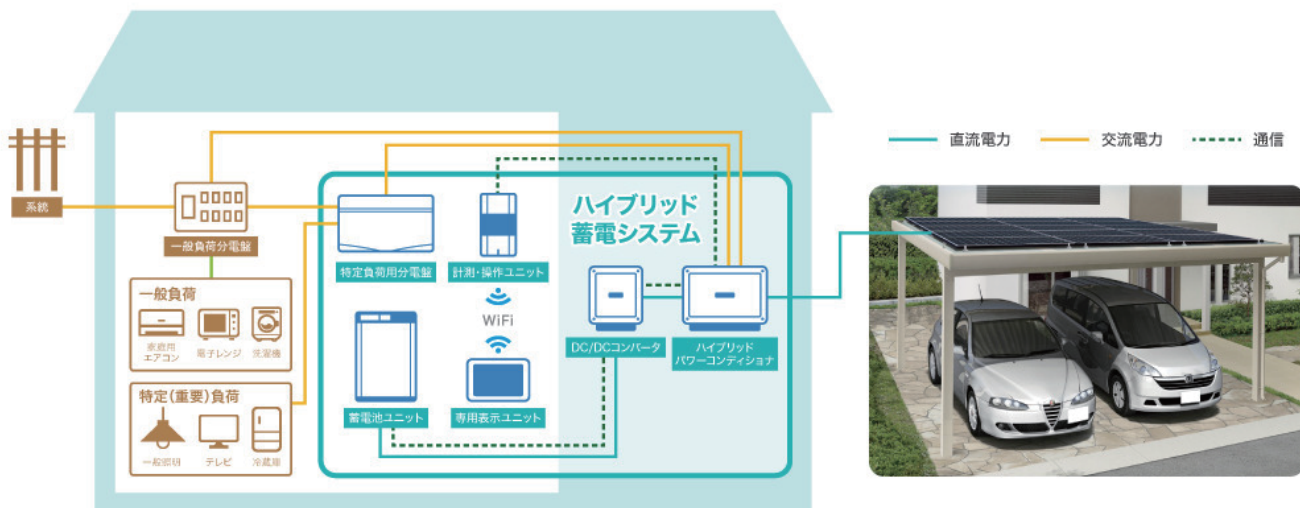 直流電力
交流電力
通信
系統
一般負荷分電盤
一般負荷
家庭用
エアコン
電子レンジ
洗濯機
特定(重要)負荷
一般照明
テレビ
冷蔵庫
ハイブリッド
蓄電システム
特定負荷用分電盤
計測・操作ユニット
WiFi
蓄電池ユニット
専用表示ユニット
DC/DCコンバータ
ハイブリッド
パワーコンディショナ